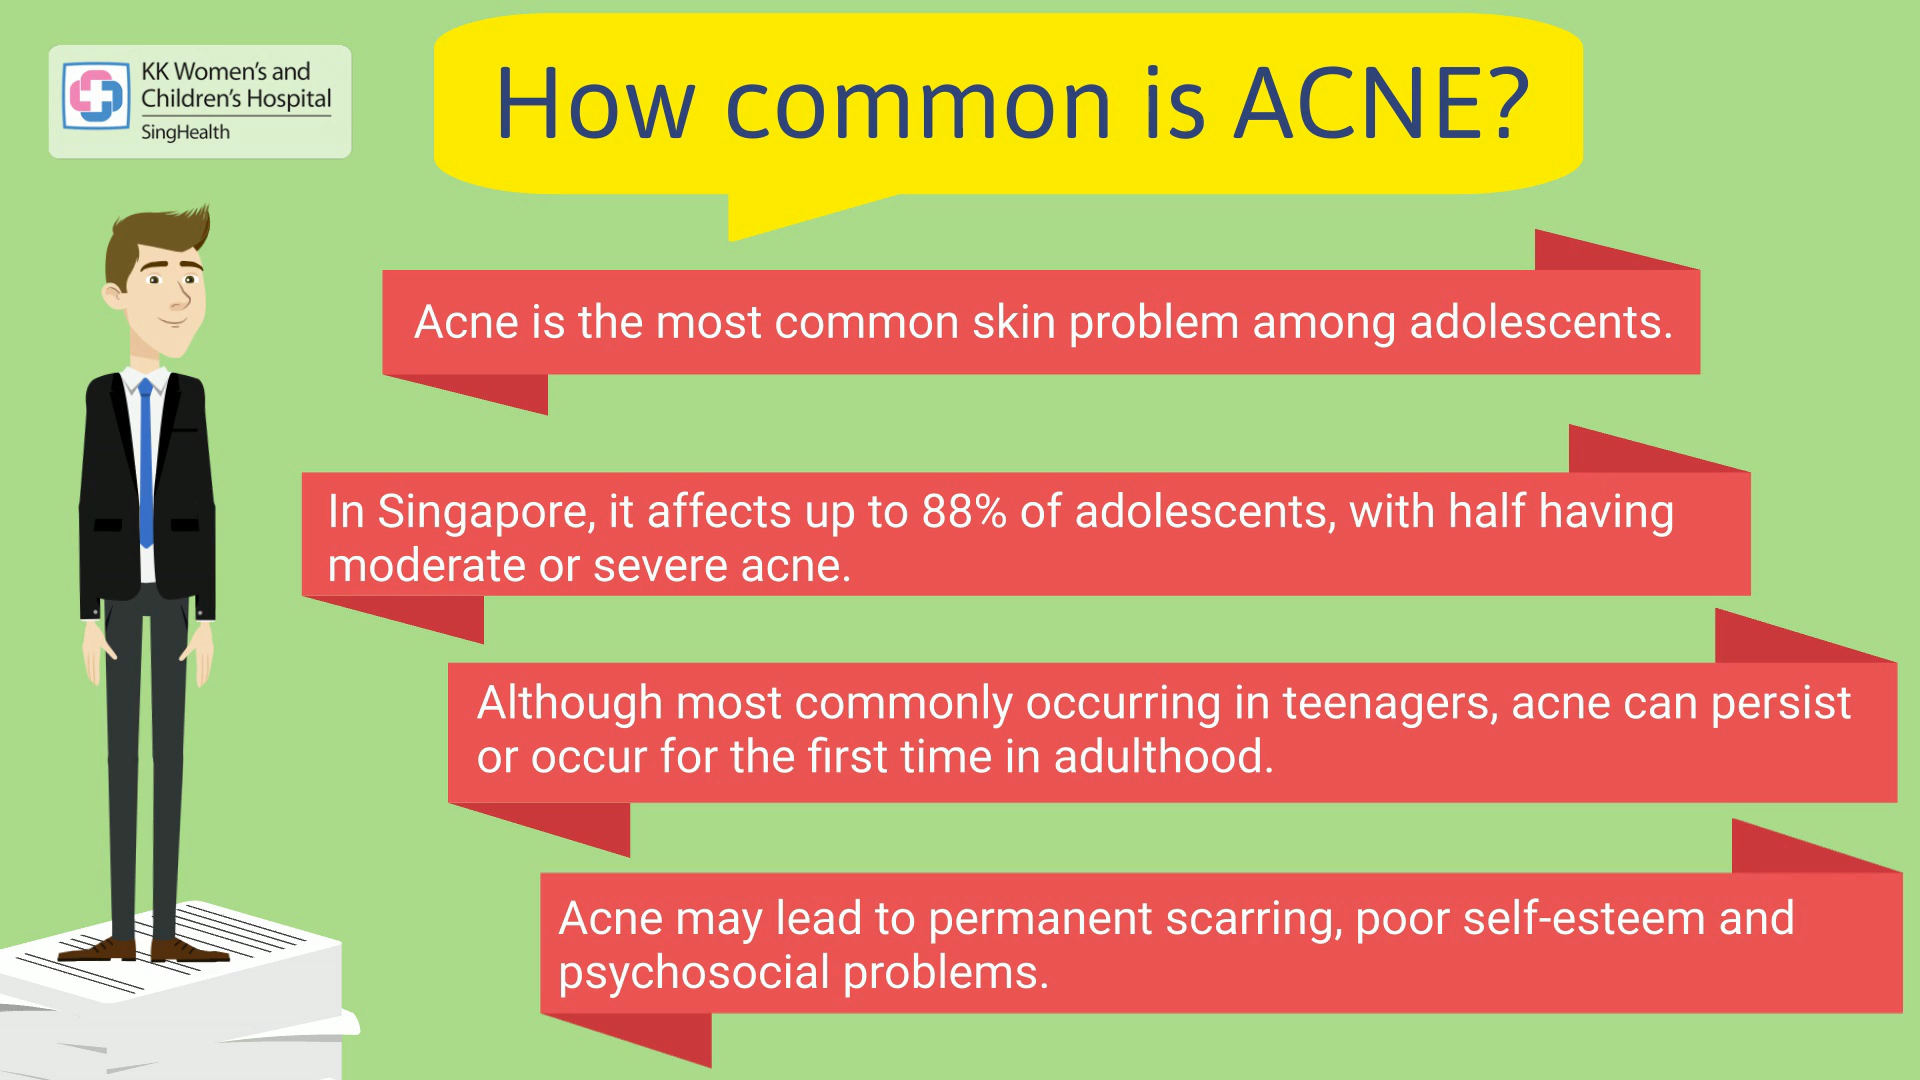 KK Women's and
Children's Hospital
SingHealth
How common is ACNE?
Acne is the most common skin problem among adolescents.
In Singapore, it affects up to 88% of adolescents, with half having
moderate or severe acne.
Although most commonly occurring in teenagers, acne can persist
or occur for the first time in adulthood.
Acne may lead to permanent scarring, poor self-esteem and
psychosocial problems.